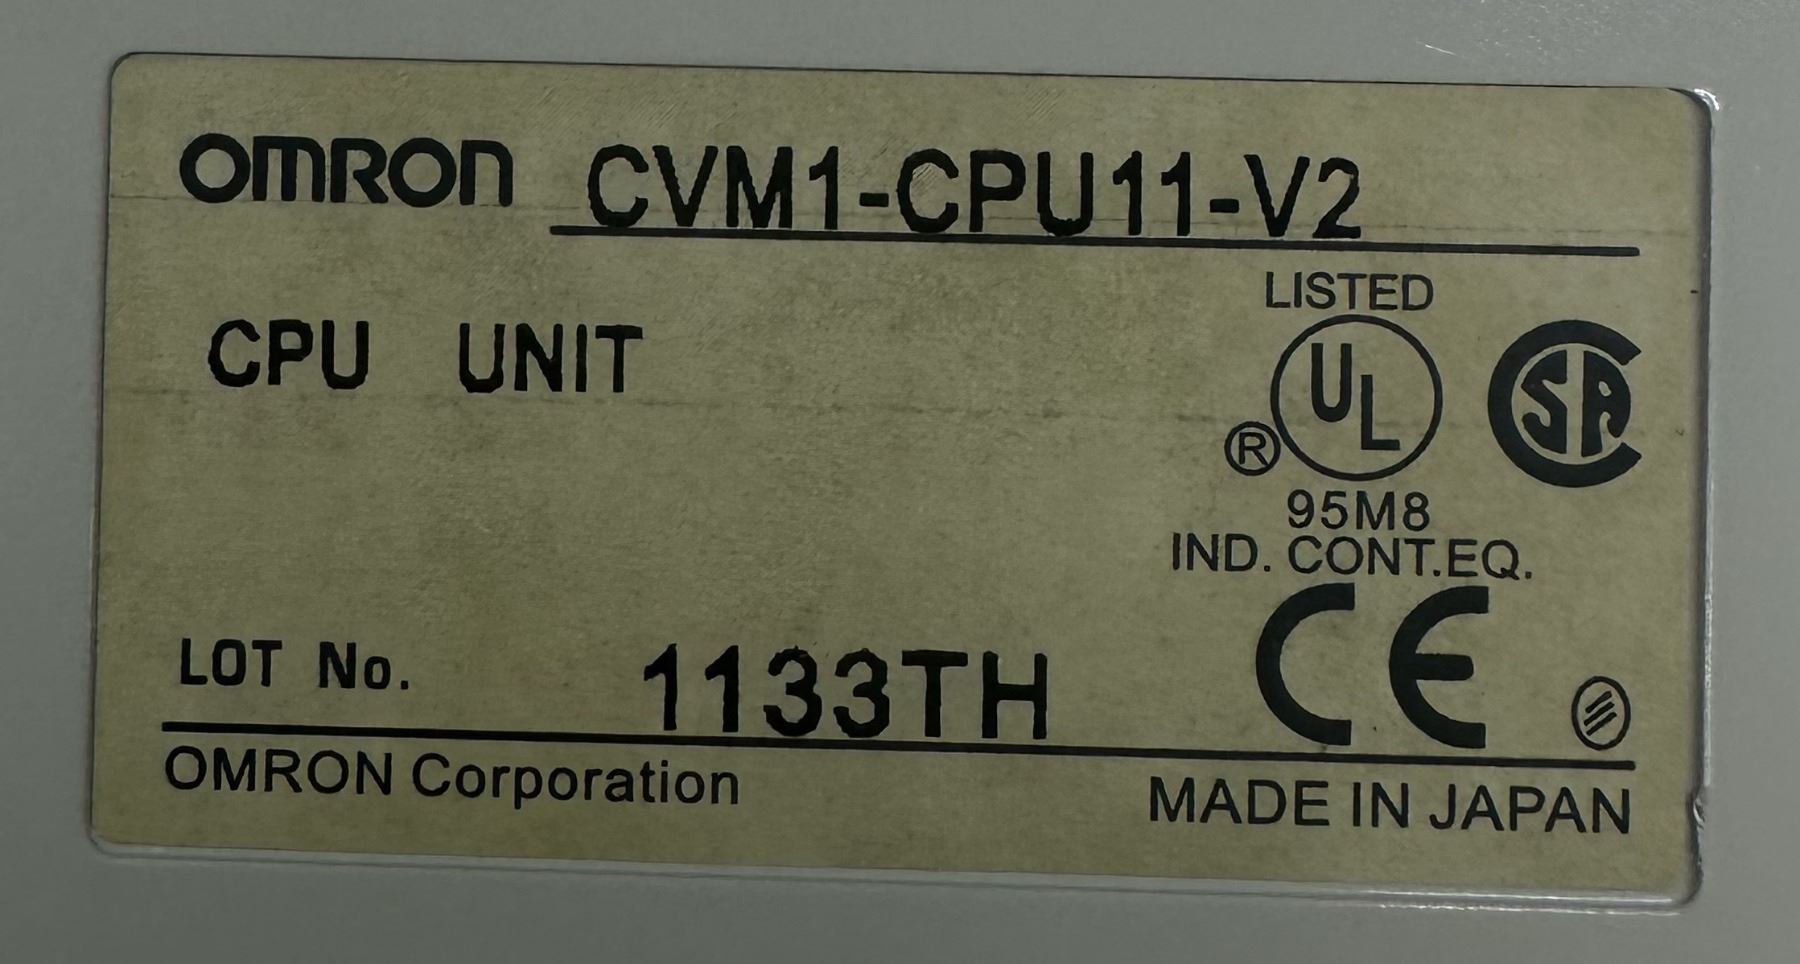 OMRON CVM1-CPU11-V2
CPU UNIT
LISTED
UL
®
SA
95M8
IND. CONT.EQ.
CE
LOT No. 1133TH
OMRON Corporation
MADE IN JAPAN